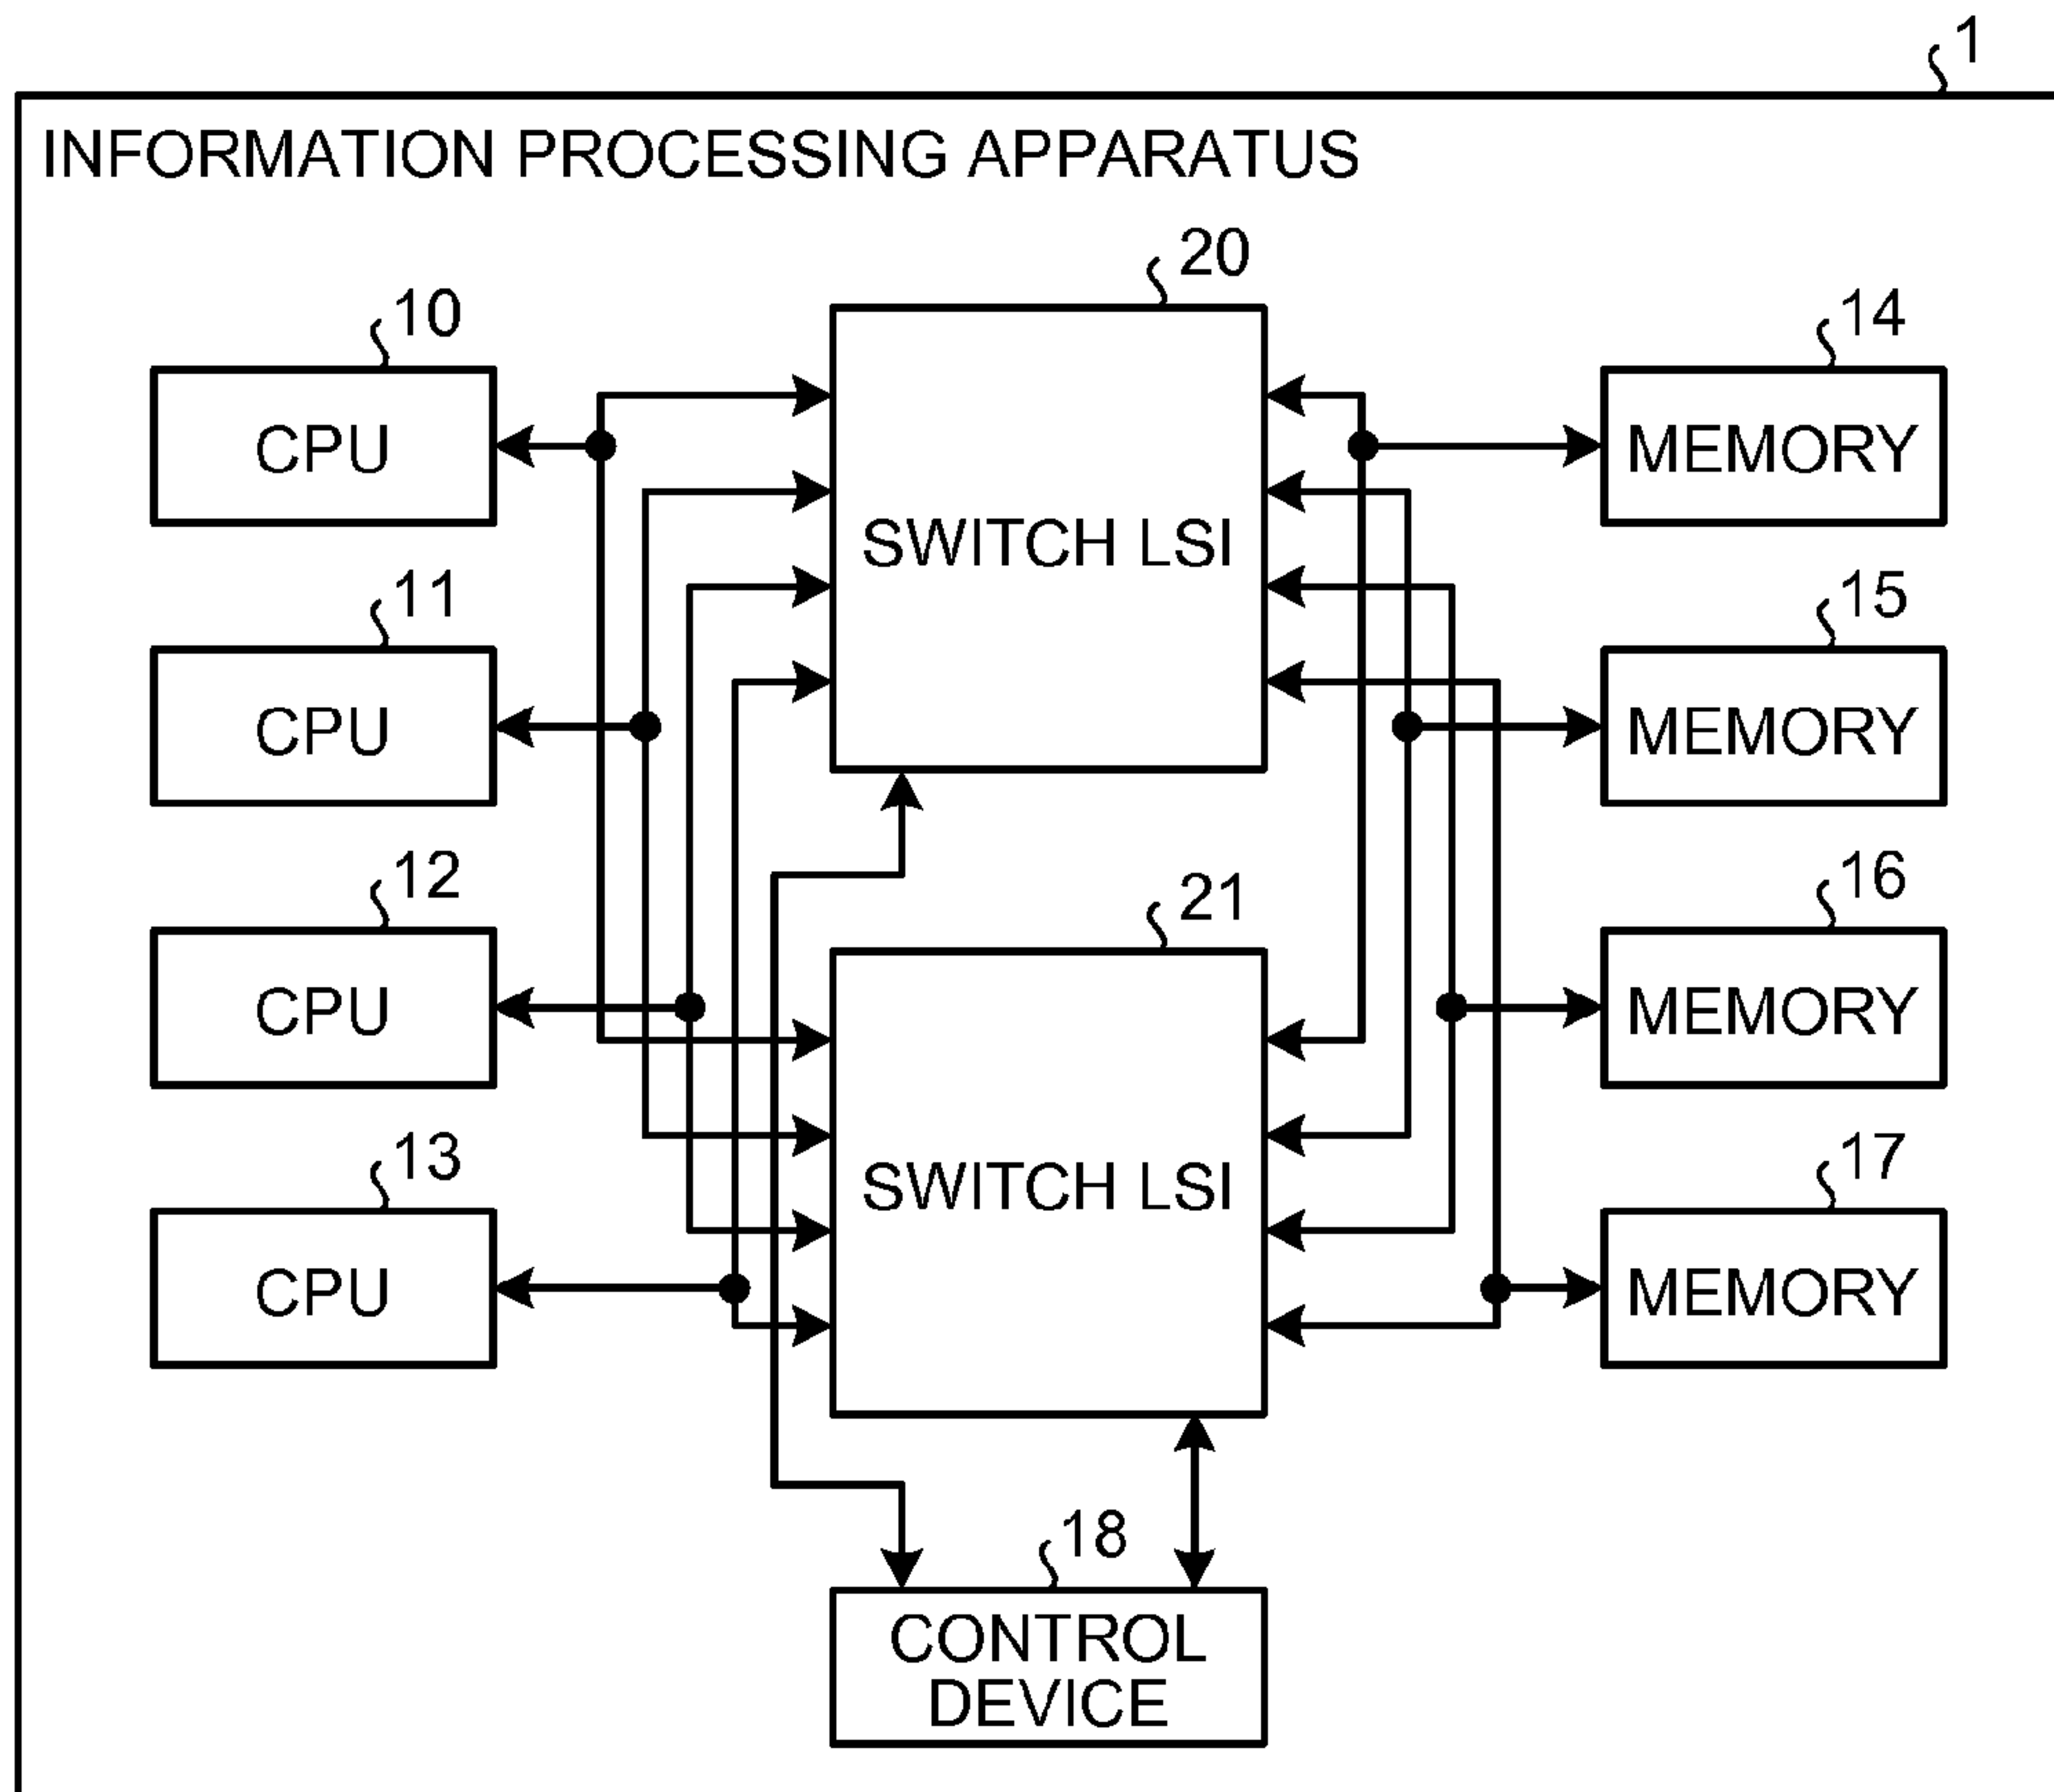 1
INFORMATION PROCESSING APPARATUS
20
10
14
CPU
MEMORY
SWITCH LSI
11
15
CPU
MEMORY
12
21
16
CPU
MEMORY
SWITCH LSI
13
17
CPU
MEMORY
18
CONTROL
DEVICE